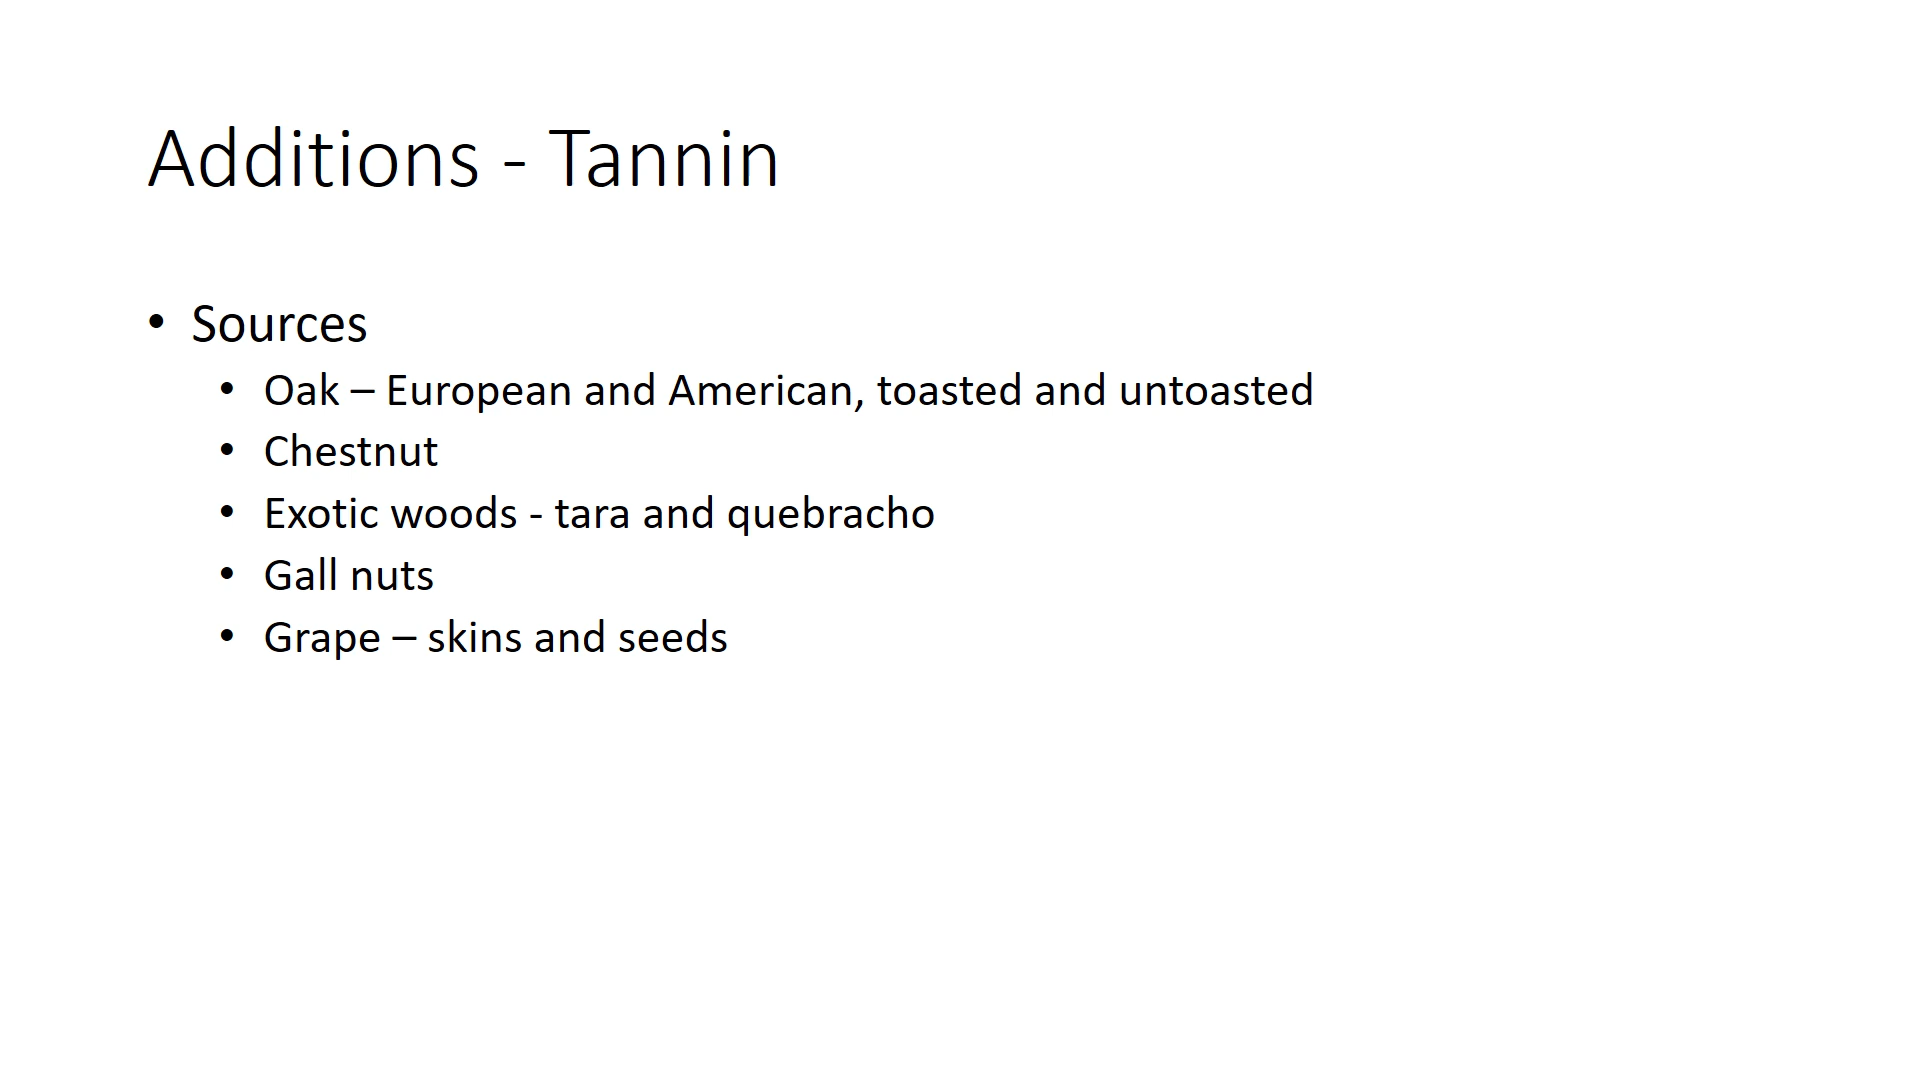 Additions - Tannin
• Sources
• Oak – European and American, toasted and untoasted
• Chestnut
• Exotic woods - tara and quebracho
• Gall nuts
• Grape – skins and seeds